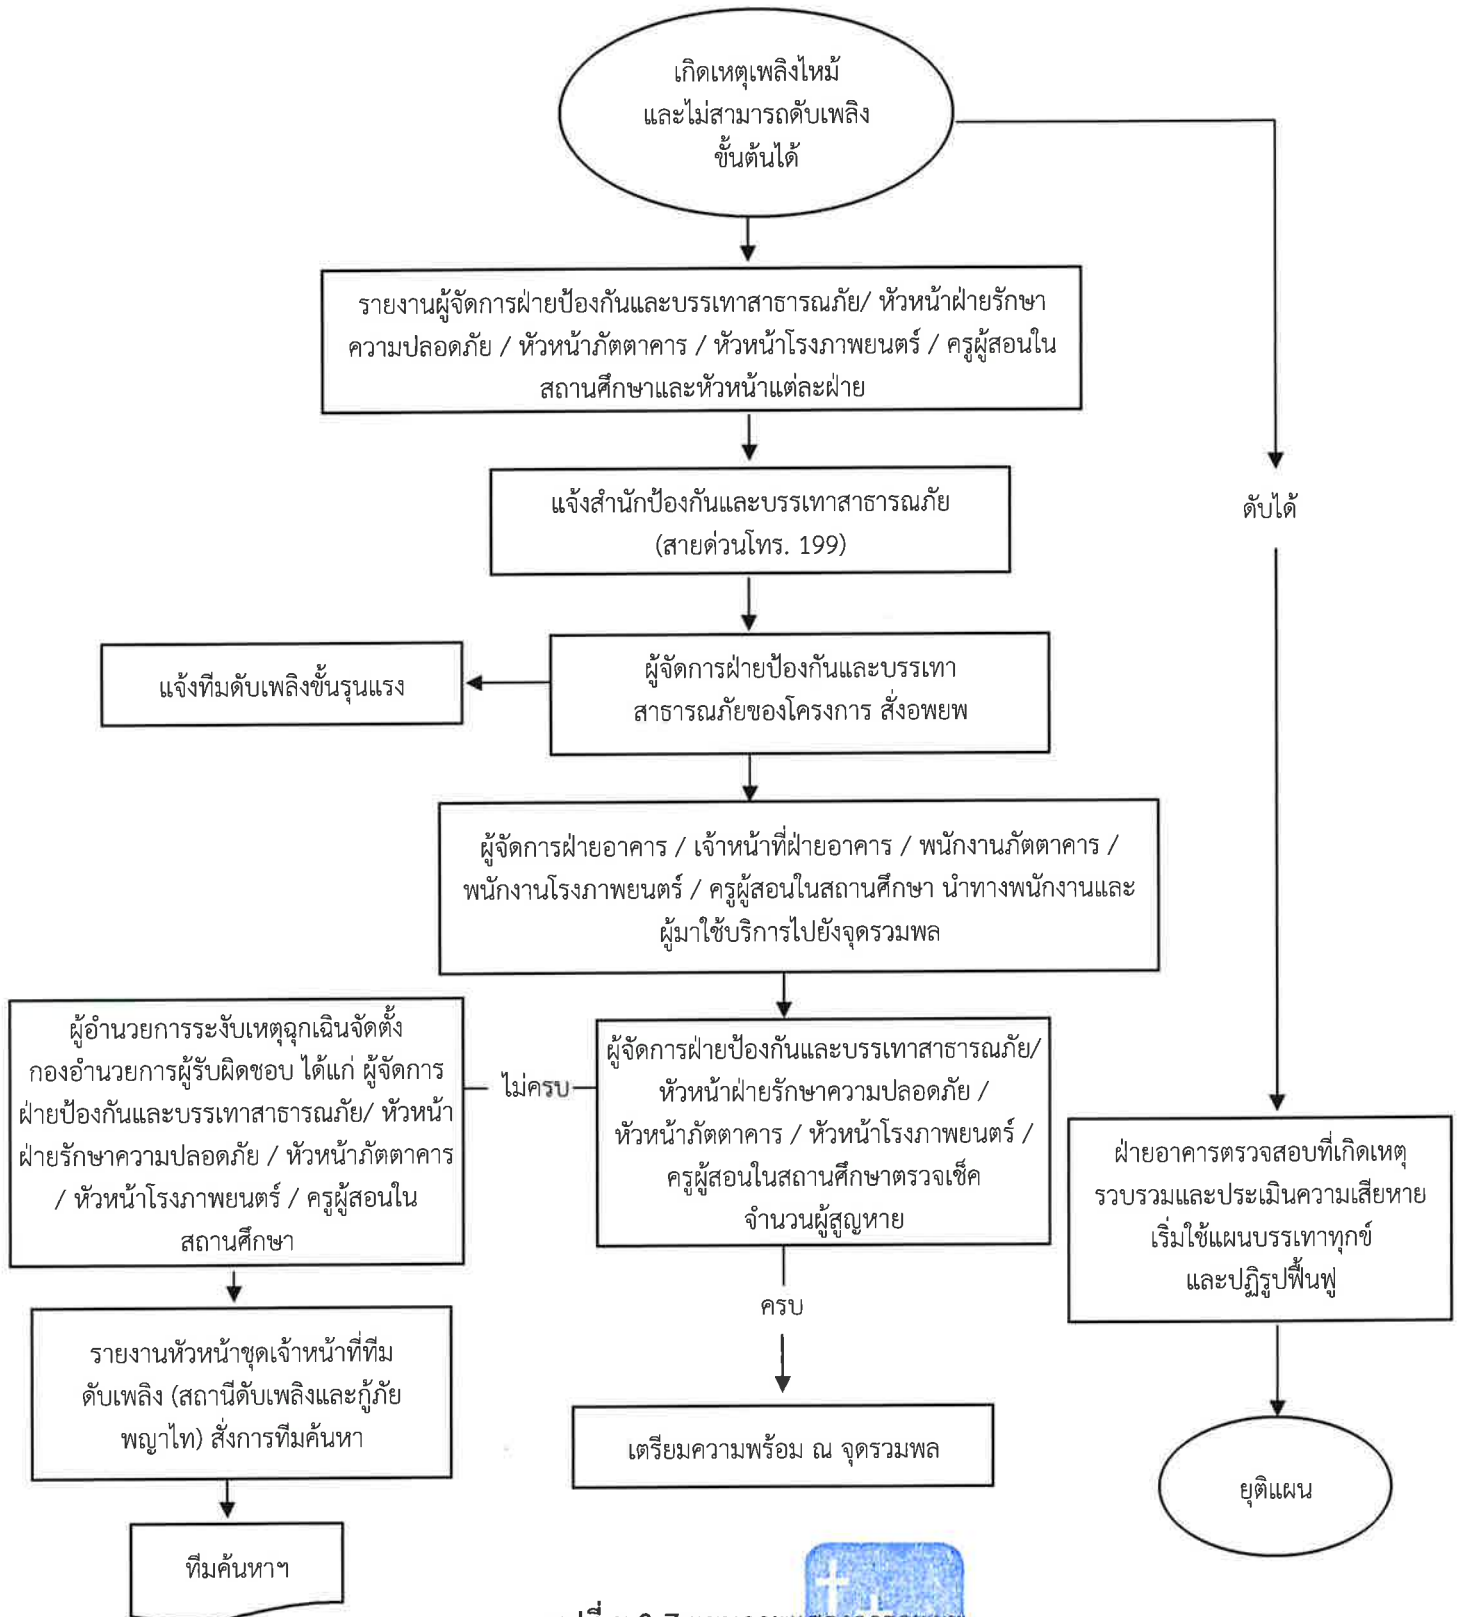 เกิดเหตุเพลิงไหม้
และไม่สามารถดับเพลิง
ขั้นต้นได้
รายงานผู้จัดการฝ่ายป้องกันและบรรเทาสาธารณภัย/ หัวหน้าฝ่ายรักษา
ความปลอดภัย / หัวหน้าภัตตาคาร / หัวหน้าโรงภาพยนตร์ / ครูผู้สอนใน
สถานศึกษาและหัวหน้าแต่ละฝ่าย
แจ้งสำนักป้องกันและบรรเทาสาธารณภัย
(สายด่วนโทร. 199)
ดับได้
แจ้งทีมดับเพลิงขั้นรุนแรง
ผู้จัดการฝ่ายป้องกันและบรรเทา
สาธารณภัยของโครงการ สั่งอพยพ
ผู้จัดการฝ่ายอาคาร / เจ้าหน้าที่ฝ่ายอาคาร / พนักงานภัตตาคาร /
พนักงานโรงภาพยนตร์ / ครูผู้สอนในสถานศึกษา นำทางพนักงานและ
ผู้มาใช้บริการไปยังจุดรวมพล
ผู้อำนวยการระงับเหตุฉุกเฉินจัดตั้ง
กองอำนวยการผู้รับผิดชอบ ได้แก่ ผู้จัดการ
ฝ่ายป้องกันและบรรเทาสาธารณภัย/ หัวหน้า
ฝ่ายรักษาความปลอดภัย / หัวหน้าภัตตาคาร
/ หัวหน้าโรงภาพยนตร์ / ครูผู้สอนใน
สถานศึกษา
ไม่ครบ
ผู้จัดการฝ่ายป้องกันและบรรเทาสาธารณภัย/
หัวหน้าฝ่ายรักษาความปลอดภัย /
หัวหน้าภัตตาคาร / หัวหน้าโรงภาพยนตร์ /
ครูผู้สอนในสถานศึกษาตรวจเช็ค
จำนวนผู้สูญหาย
ฝ่ายอาคารตรวจสอบที่เกิดเหตุ
รวบรวมและประเมินความเสียหาย
เริ่มใช้แผนบรรเทาทุกข์
และปฏิรูปฟื้นฟู
ครบ
รายงานหัวหน้าชุดเจ้าหน้าที่ทีม
ดับเพลิง (สถานีดับเพลิงและกู้ภัย
พญาไท) สั่งการทีมค้นหา
เตรียมความพร้อม ณ จุดรวมพล
ยุติแผน
ทีมค้นหาฯ